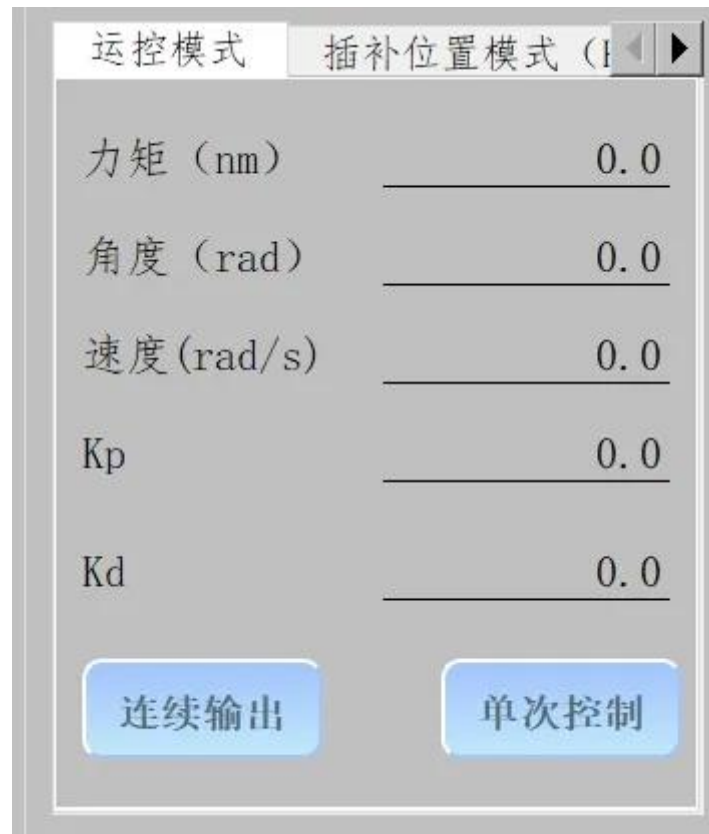 运控模式 插补位置模式（
力矩（nm） 0.0
角度（rad） 0.0
速度(rad/s) 0.0
Kp 0.0
Kd 0.0
连续输出 单次控制